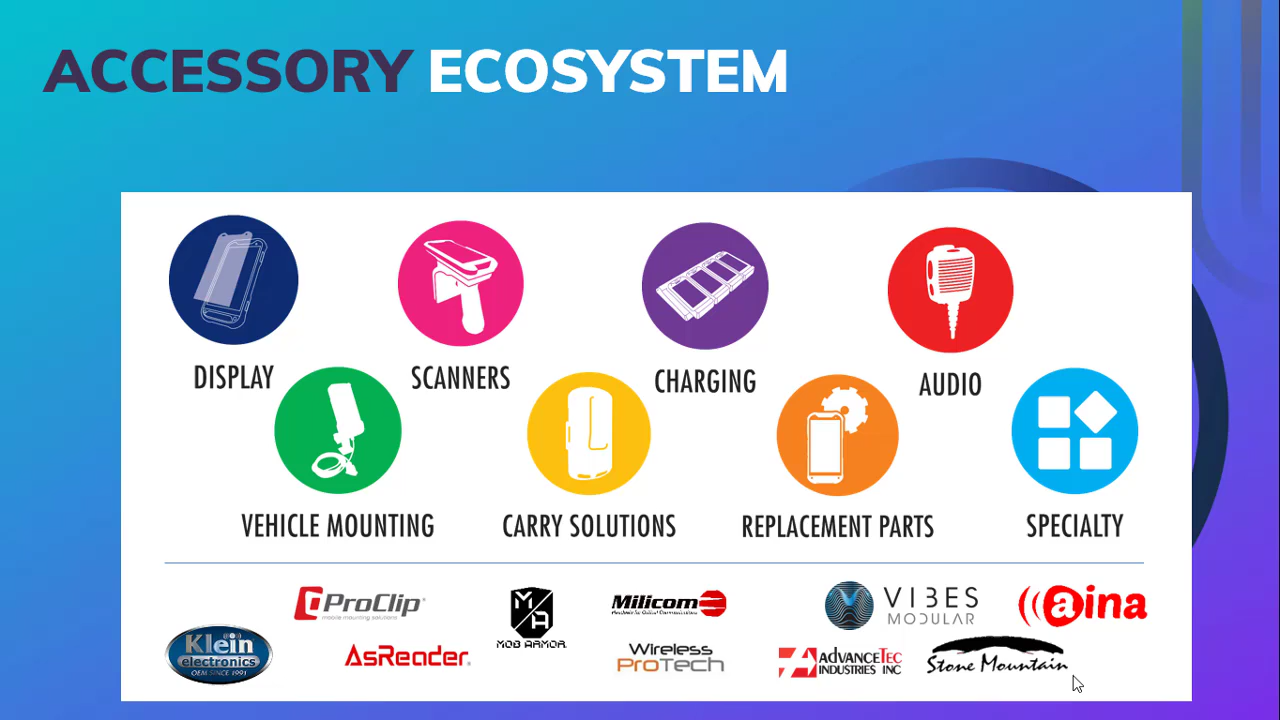 ACCESSORY ECOSYSTEM
DISPLAY
SCANNERS
CHARGING
AUDIO
VEHICLE MOUNTING
CARRY SOLUTIONS
REPLACEMENT PARTS
SPECIALTY
ProClip
mobile mounting solutions
MA
MOB ARMOR
Milicom
VIBES
MODULAR
aina
Klein
electronics
OEM SINCE 1991
AsReader
Wireless
ProTech
ADVANCETEC
INDUSTRIES INC
Stone Mountain